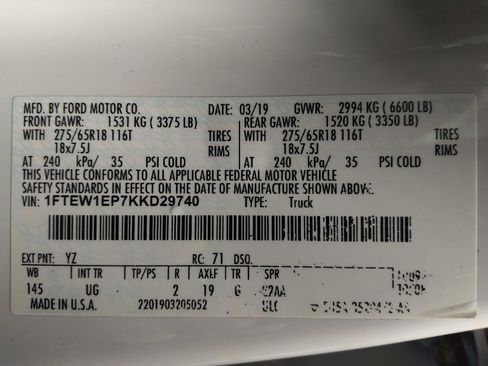 MFD. BY FORD MOTOR CO. DATE: 03/19 GVWR: 2994 KG (6600 LB)
FRONT GAWR: 1531 KG (3375 LB) REAR GAWR: 1520 KG (3350 LB)
WITH 275/65R18 116T TIRES WITH 275/65R18 116T TIRES
18x7.5J RIMS 18x7.5J RIMS
AT 240 kPa/ 35 PSI COLD AT 240 kPa/ 35 PSI COLD
THIS VEHICLE CONFORMS TO ALL APPLICABLE FEDERAL MOTOR VEHICLE
SAFETY STANDARDS IN EFFECT ON THE DATE OF MANUFACTURE SHOWN ABOVE.
VIN: 1FTEW1EP7KKD29740 TYPE: Truck
EXT PNT: YZ RC: 71 DSO:
WB INT TR TP/PS R AXLE TR SPR
145 UG 2 19 G
MADE IN U.S.A. 2201903205052